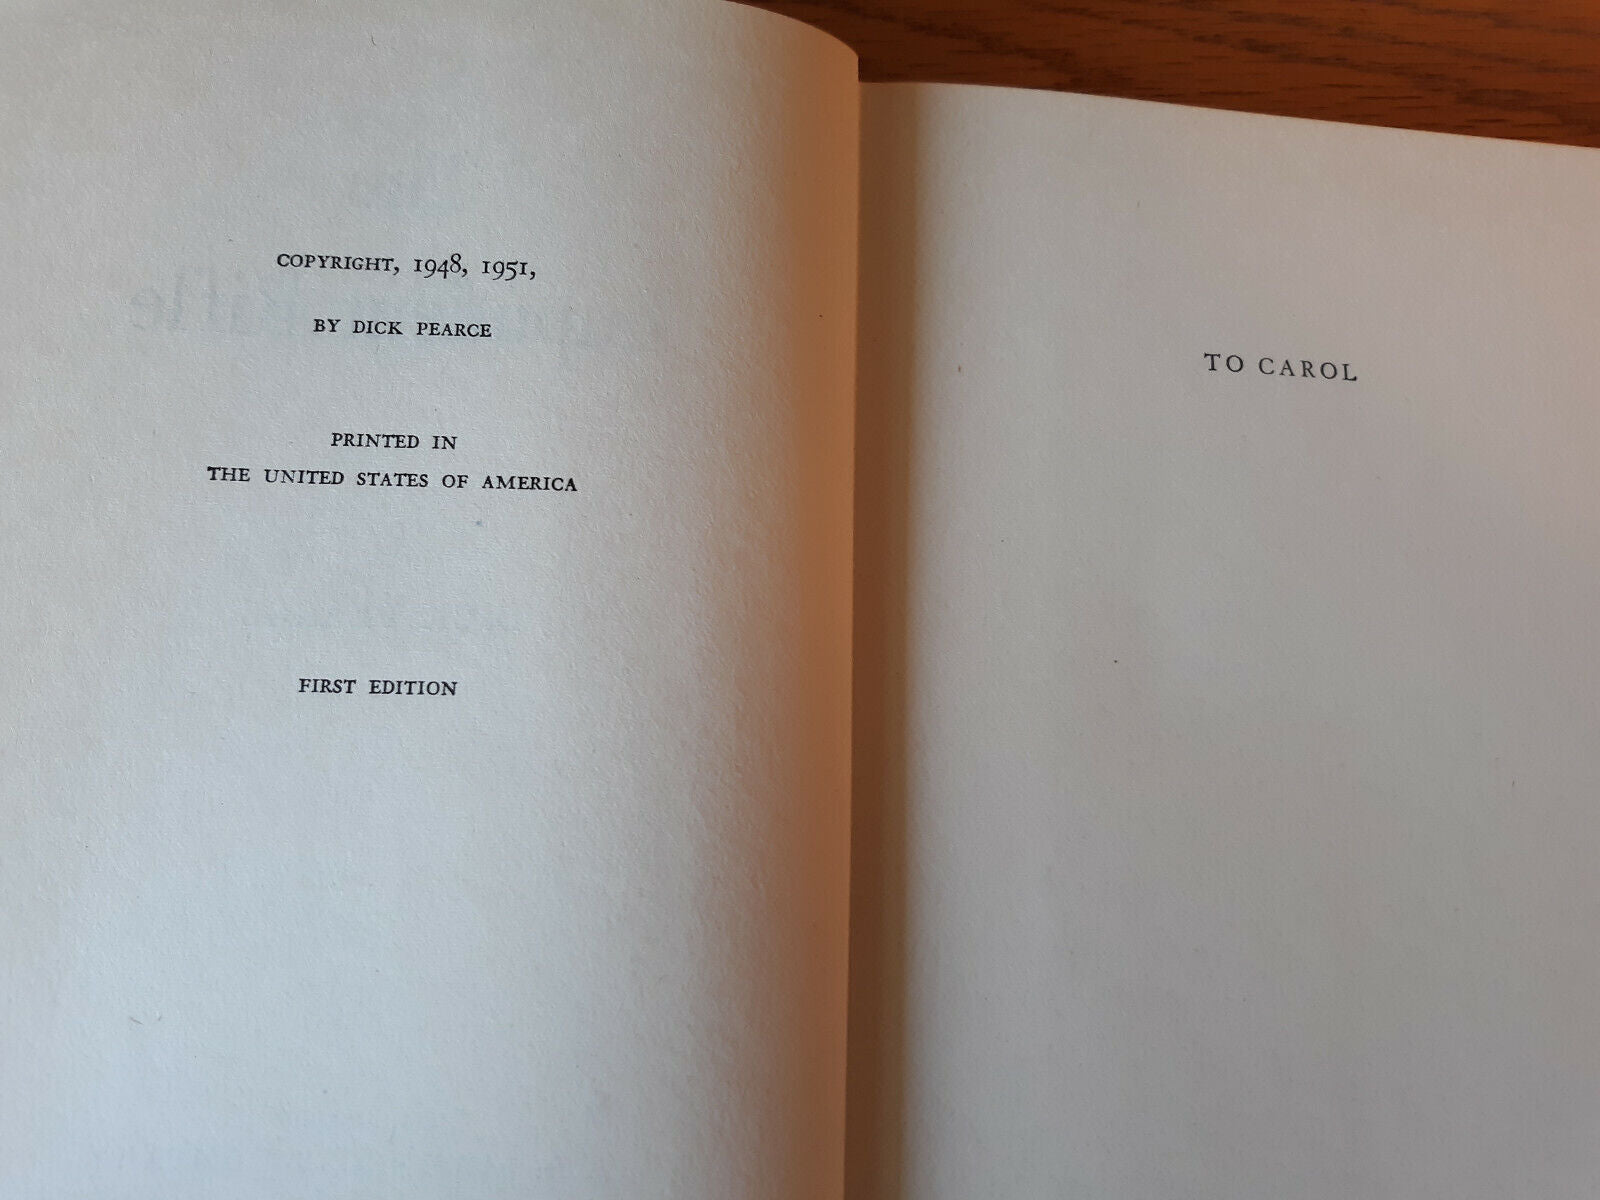 COPYRIGHT, 1948, 1951,
BY DICK PEARCE
PRINTED IN
THE UNITED STATES OF AMERICA
FIRST EDITION
TO CAROL